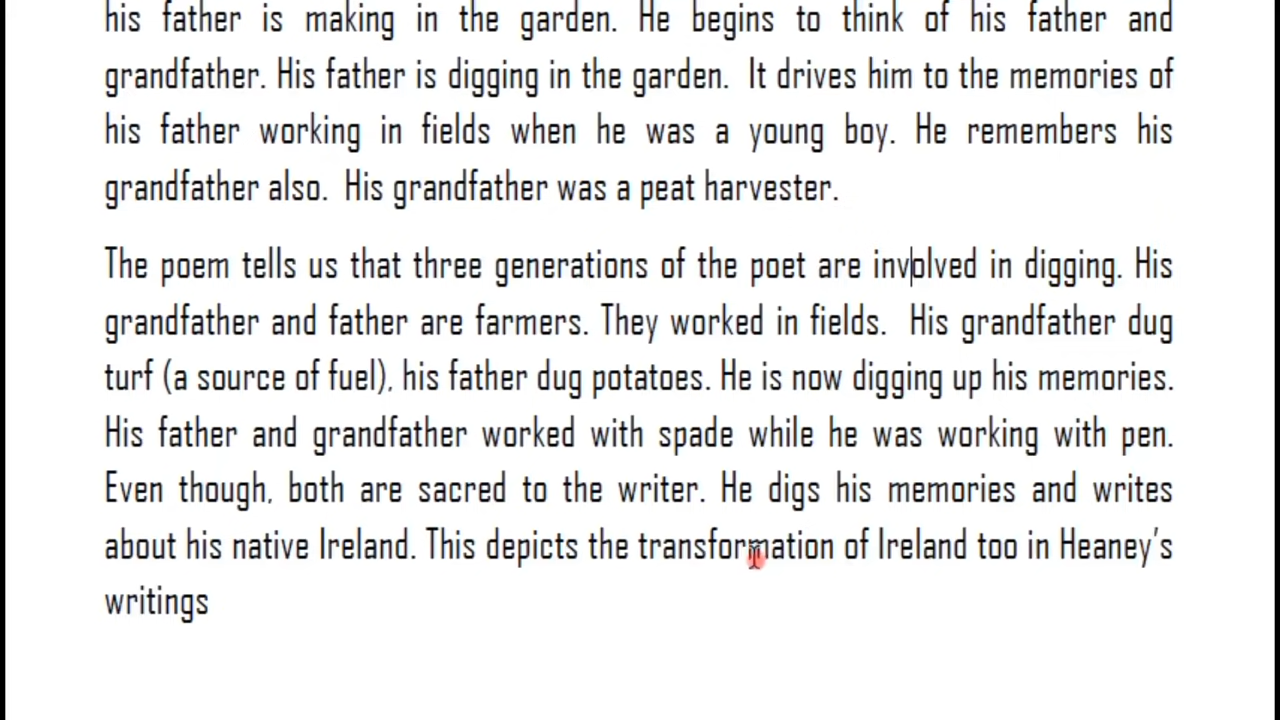 his father is making in the garden. He begins to think of his father and
grandfather. His father is digging in the garden. It drives him to the memories of
his father working in fields when he was a young boy. He remembers his
grandfather also. His grandfather was a peat harvester.
The poem tells us that three generations of the poet are involved in digging. His
grandfather and father are farmers. They worked in fields. His grandfather dug
turf (a source of fuel), his father dug potatoes. He is now digging up his memories.
His father and grandfather worked with spade while he was working with pen.
Even though, both are sacred to the writer. He digs his memories and writes
about his native Ireland. This depicts the transformation of Ireland too in Heaney's
writings